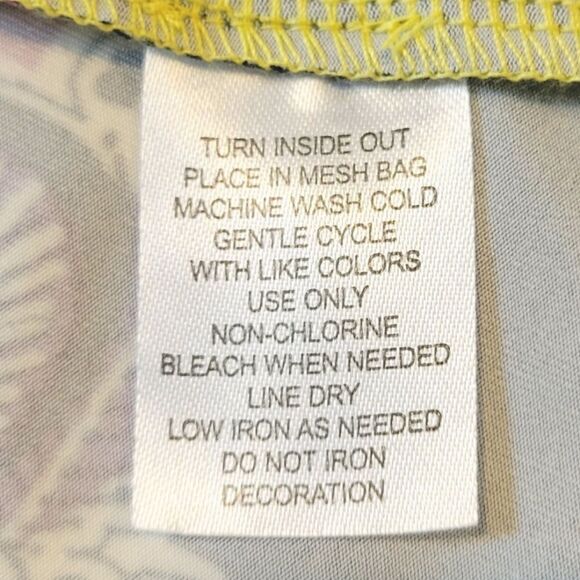 TURN INSIDE OUT
PLACE IN MESH BAG
MACHINE WASH COLD
GENTLE CYCLE
WITH LIKE COLORS
USE ONLY
NON-CHLORINE
BLEACH WHEN NEEDED
LINE DRY
LOW IRON AS NEEDED
DO NOT IRON
DECORATION